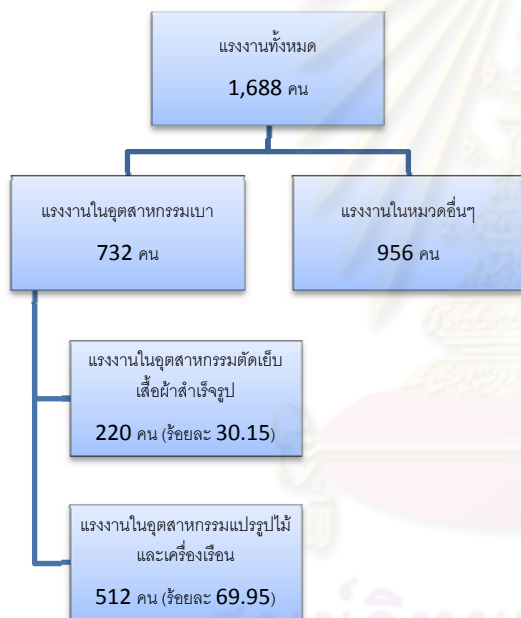 แรงงานทั้งหมด
1,688 คน
แรงงานในอุตสาหกรรมเบา
732 คน
แรงงานในหมวดอื่นๆ
956 คน
แรงงานในอุตสาหกรรมตัดเย็บ
เสื้อผ้าสำเร็จรูป
220 คน (ร้อยละ 30.15)
แรงงานในอุตสาหกรรมแปรรูปไม้
และเครื่องเรือน
512 คน (ร้อยละ 69.95)